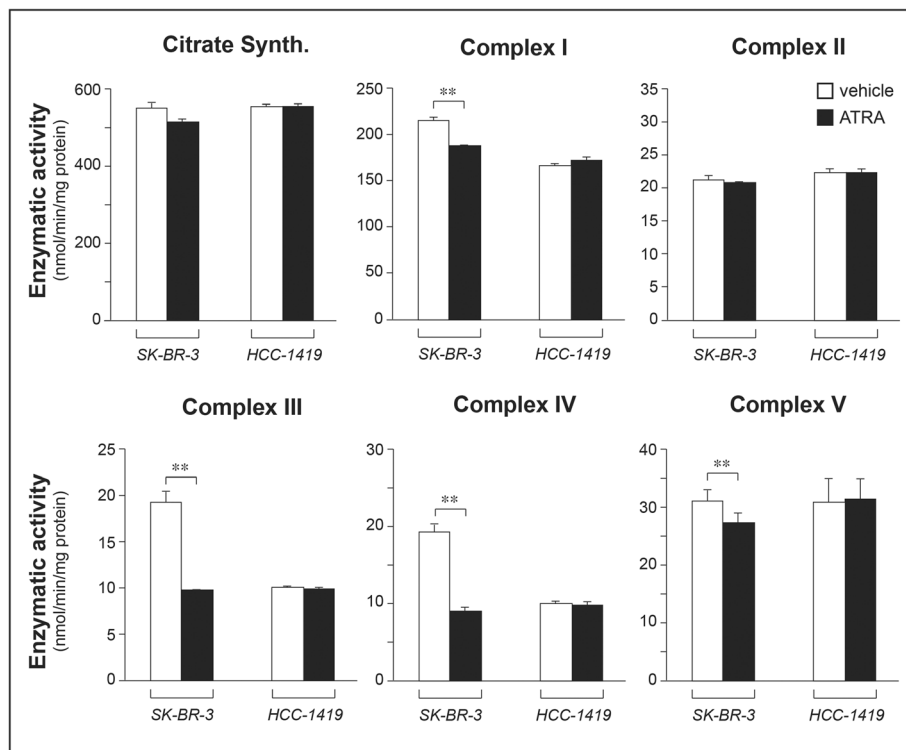 Citrate Synth.
Enzymatic activity
(nmol/min/mg protein)
600
600
600
0
SK-BR-3
HCC-1419
Complex I
250
200
150
100
50
0
**
SK-BR-3
HCC-1419
Complex II
35
30
25
20
15
10
5
0
vehicle
ATRA
SK-BR-3
HCC-1419
Complex III
Enzymatic activity
(nmol/min/mg protein)
25
20
10
10
5
0
**
SK-BR-3
HCC-1419
Complex IV
30
20
10
0
**
SK-BR-3
HCC-1419
Complex V
40
30
20
10
0
**
SK-BR-3
HCC-1419